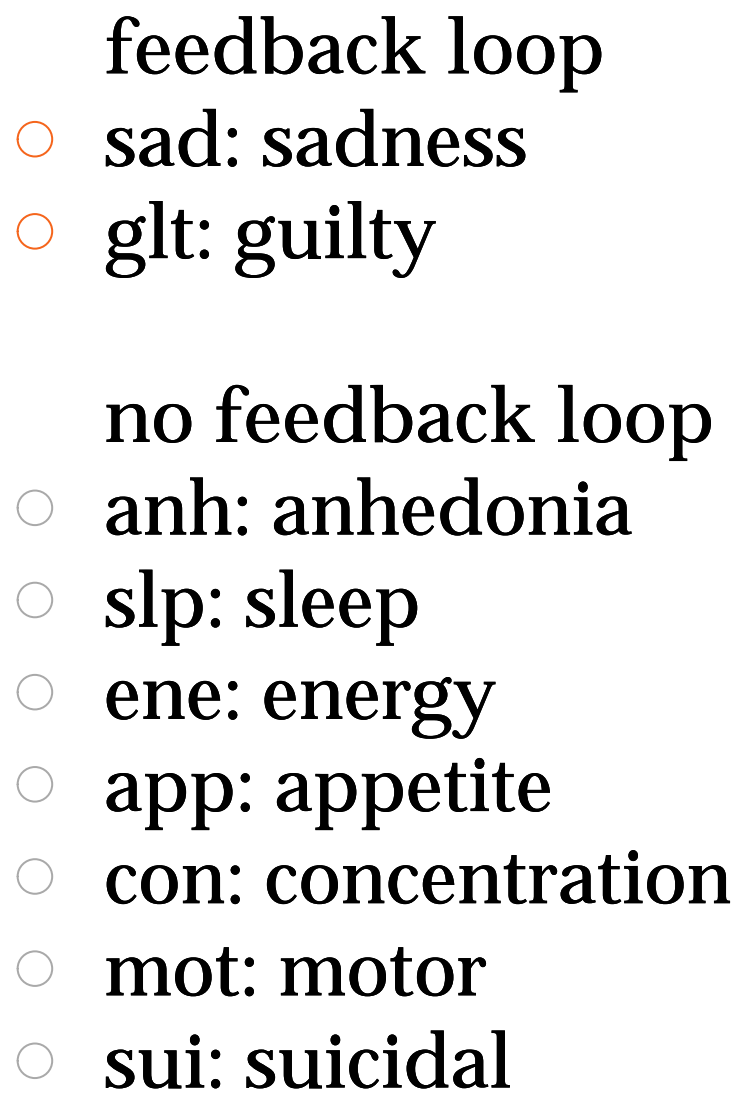 feedback loop
sad: sadness
glt: guilty
no feedback loop
anh: anhedonia
slp: sleep
ene: energy
app: appetite
con: concentration
mot: motor
sui: suicidal